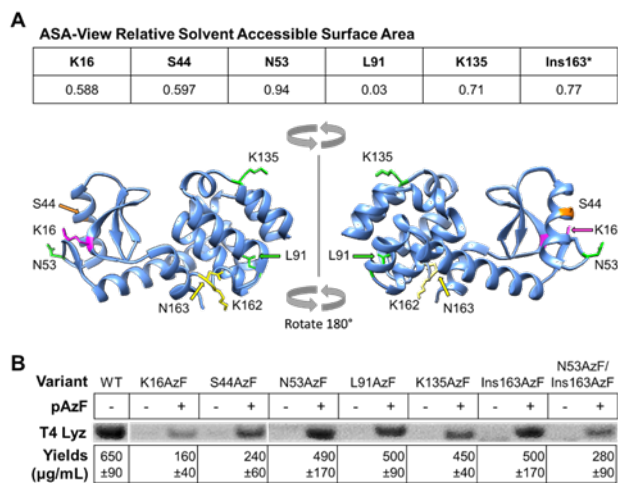 A
ASA-View Relative Solvent Accessible Surface Area
K16 S44 N53 L91 K135 Ins163*
0.588 0.597 0.94 0.03 0.71 0.77
K135 K135
S44 S44
K16 K16
N53 L91 L91 N53
N163 K162 K162 N163
Rotate 180°
B
N53AzF/
Variant WT K16AzF S44AzF N53AzF L91AzF K135AzF Ins163AzF Ins163AzF
pAzF - - + - + - + - + - + - + - +
T4 Lyz
Yields 650 160 240 490 500 450 500 280
(µg/mL) ±90 ±40 ±60 ±170 ±90 ±40 ±170 ±90